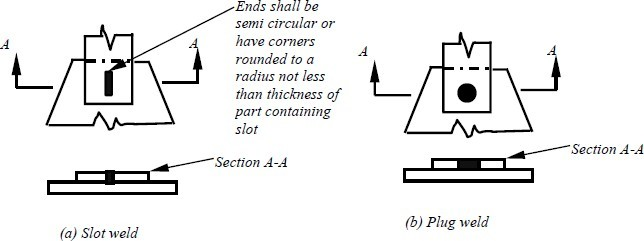 Ends shall be
semi circular or
have corners
rounded to a
radius not less
than thickness of
part containing
slot
A
A
Section A-A
(a) Slot weld
A
A
Section A-A
(b) Plug weld